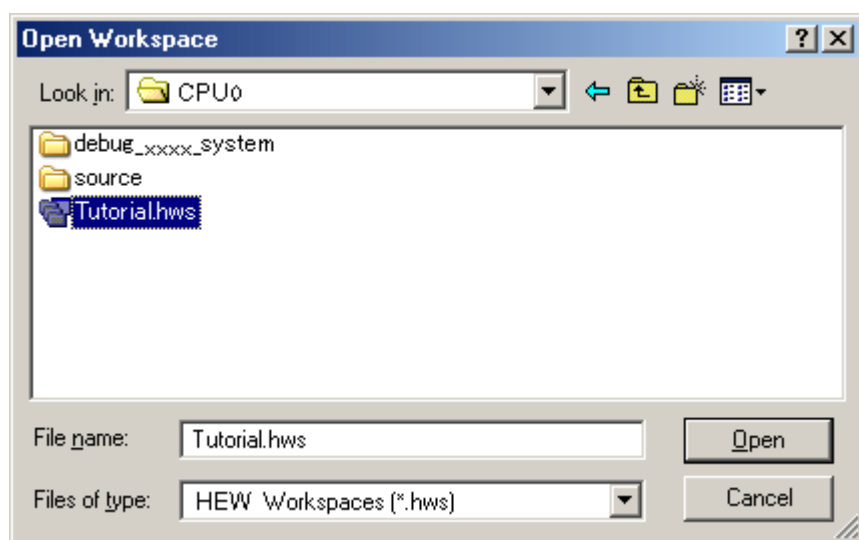 Open Workspace
Look in: CPU0
debug_xxxx_system
source
Tutorial.hws
File name: Tutorial.hws Open
Files of type: HEW Workspaces (*.hws) Cancel